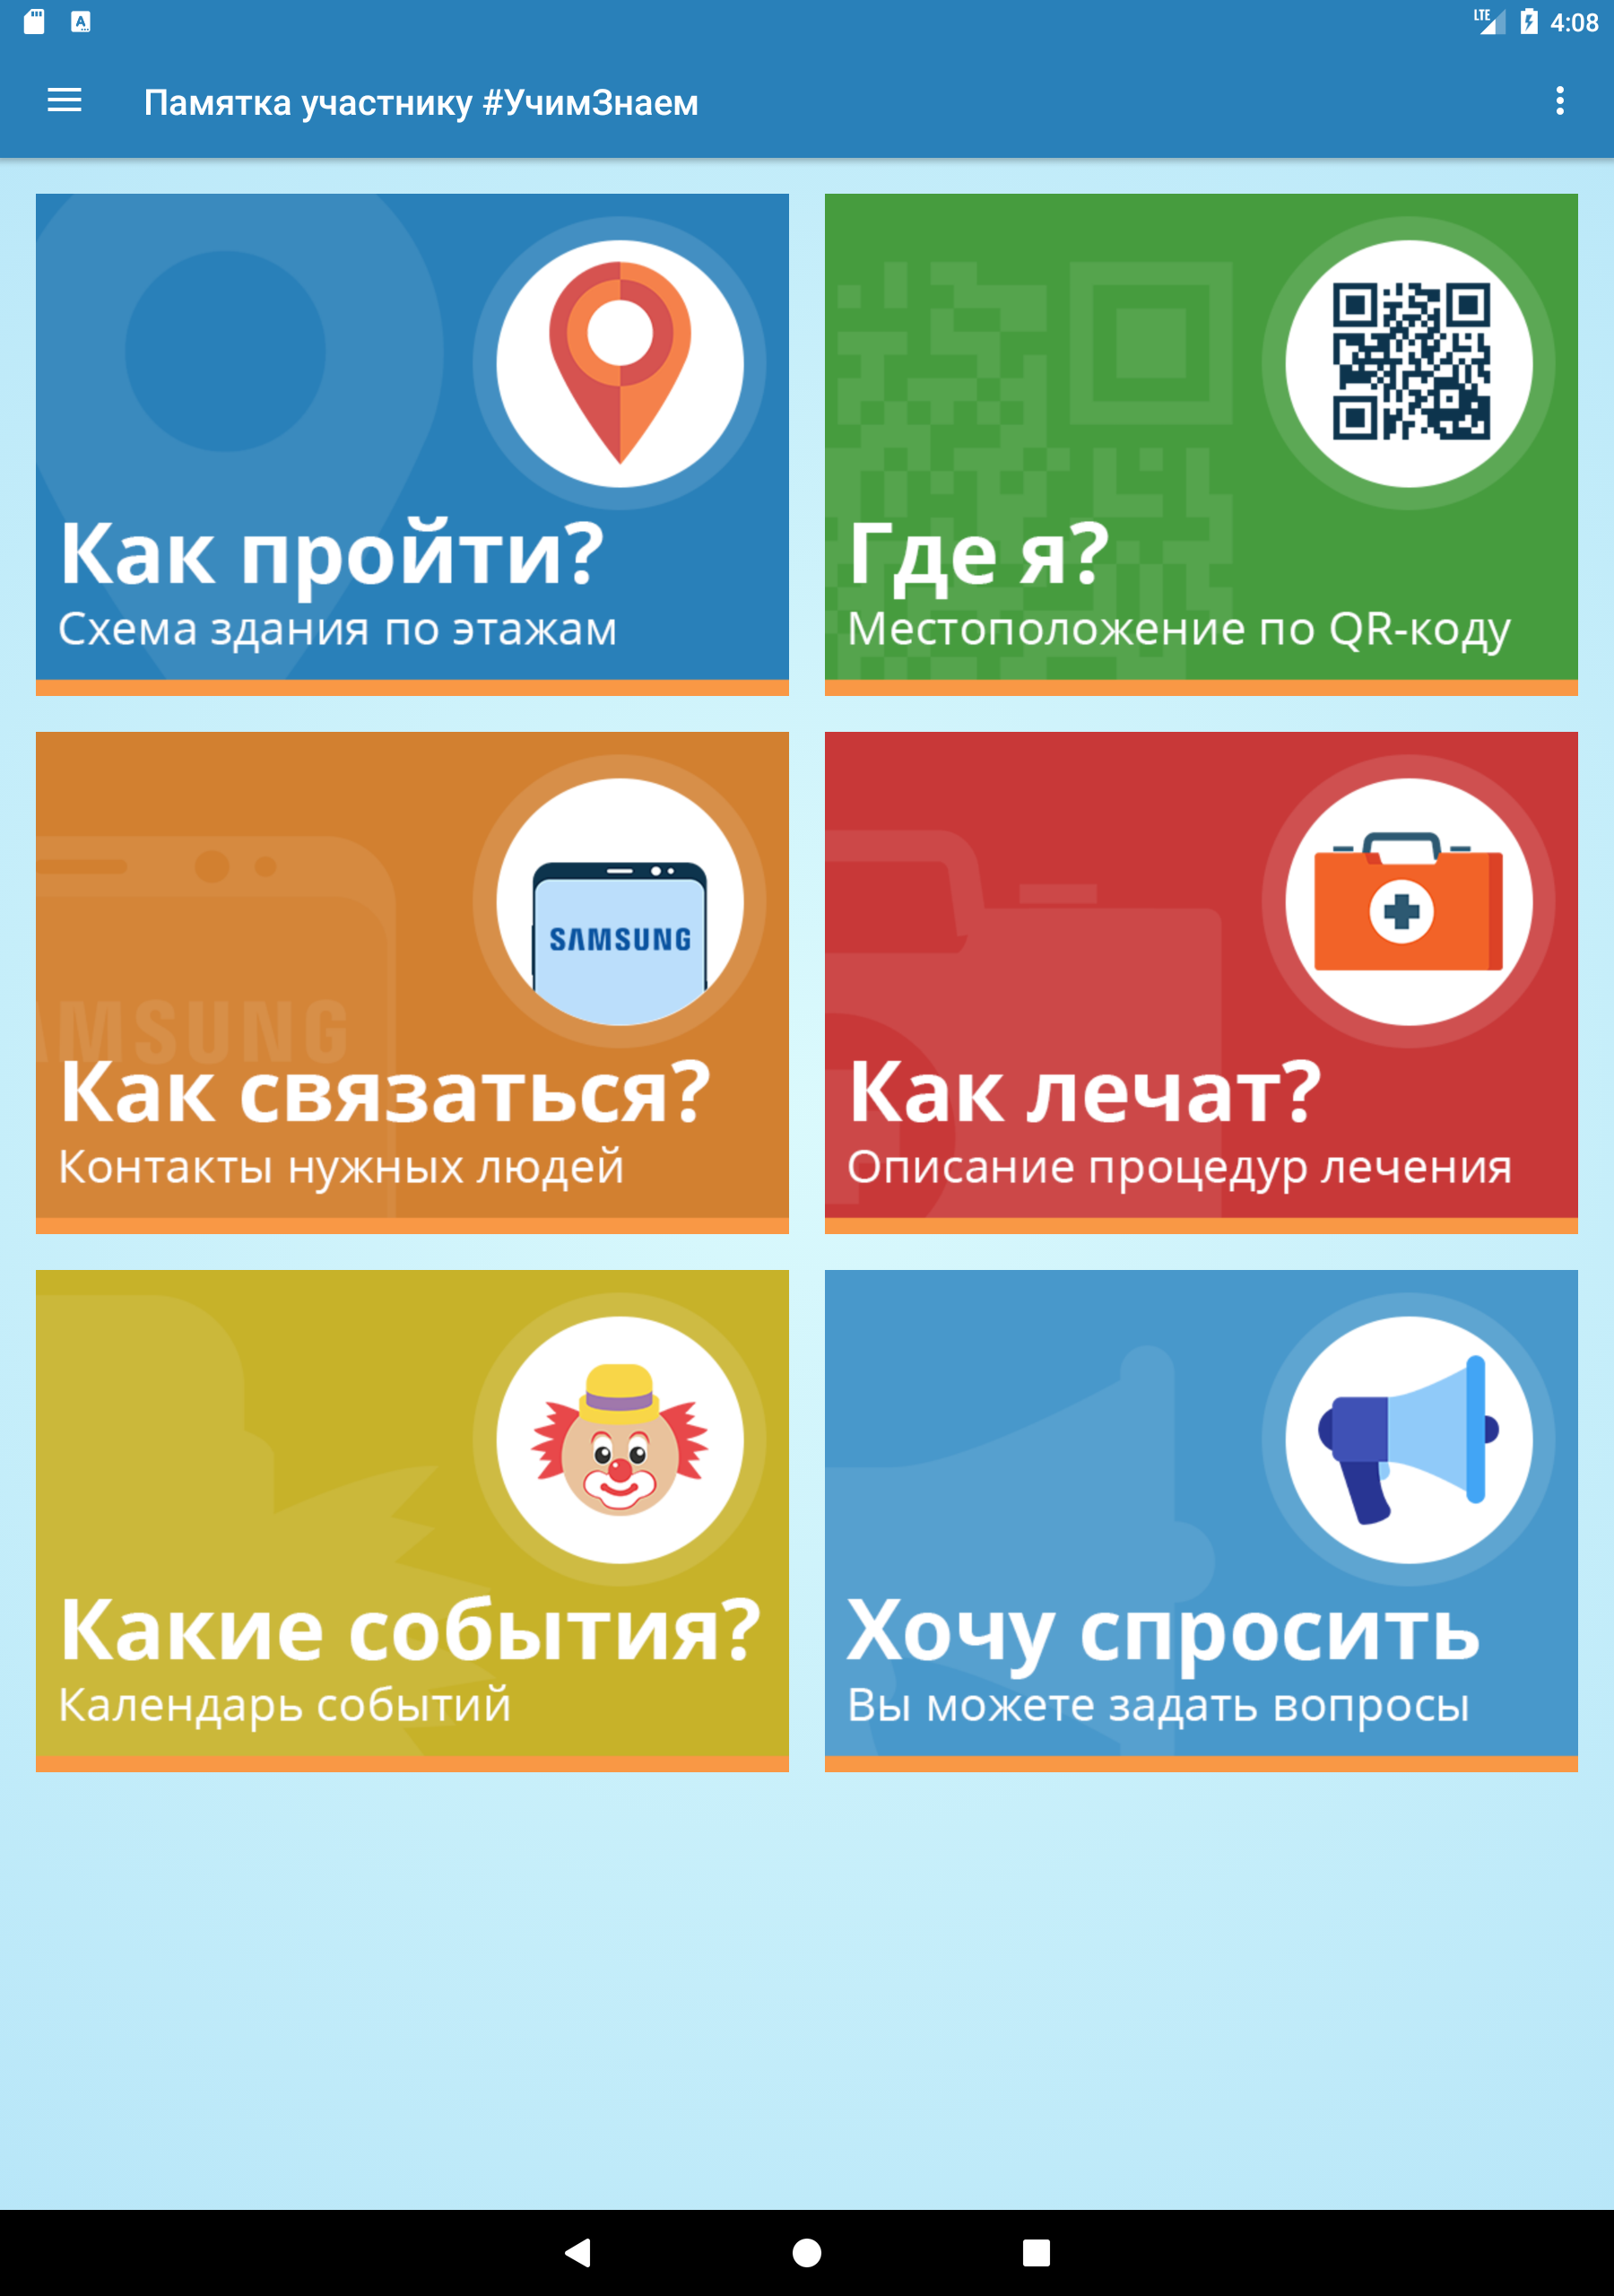 LTE 4:08
Памятка участнику #УчимЗнаем
Как пройти?
Схема здания по этажам
Где я?
Местоположение по QR-коду
SAMSUNG
AMSUNG
Как связаться?
Контакты нужных людей
Как лечат?
Описание процедур лечения
Какие события?
Календарь событий
Хочу спросить
Вы можете задать вопросы